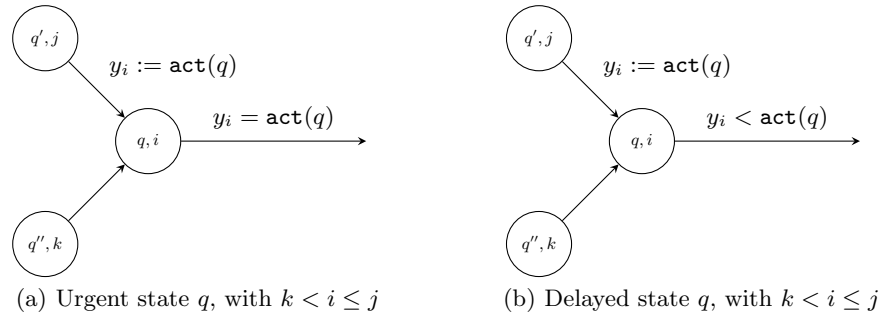 q′, j
yᵢ := act(q)
q, i
yᵢ = act(q)
q″, k
(a) Urgent state q, with k < i ≤ j
q′, j
yᵢ := act(q)
q, i
yᵢ < act(q)
q″, k
(b) Delayed state q, with k < i ≤ j